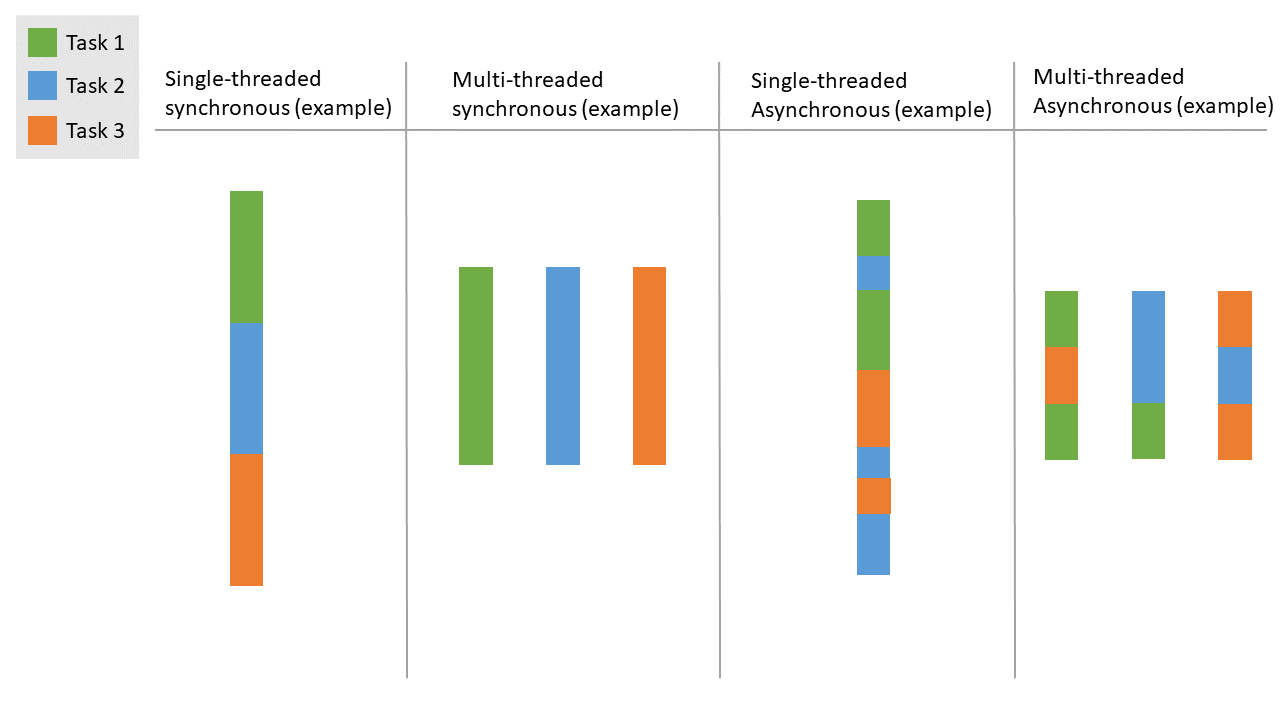 Task 1
Task 2
Task 3
Single-threaded
synchronous (example)
Multi-threaded
synchronous (example)
Single-threaded
Asynchronous (example)
Multi-threaded
Asynchronous (example)